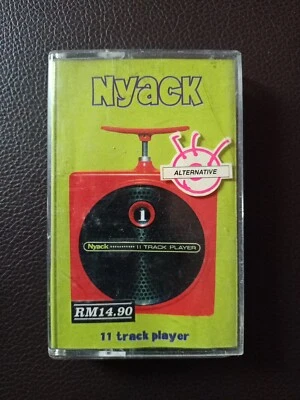 Nyack
ALTERNATIVE
1
Nyack 11 TRACK PLAYER
RM14.90
11 track player